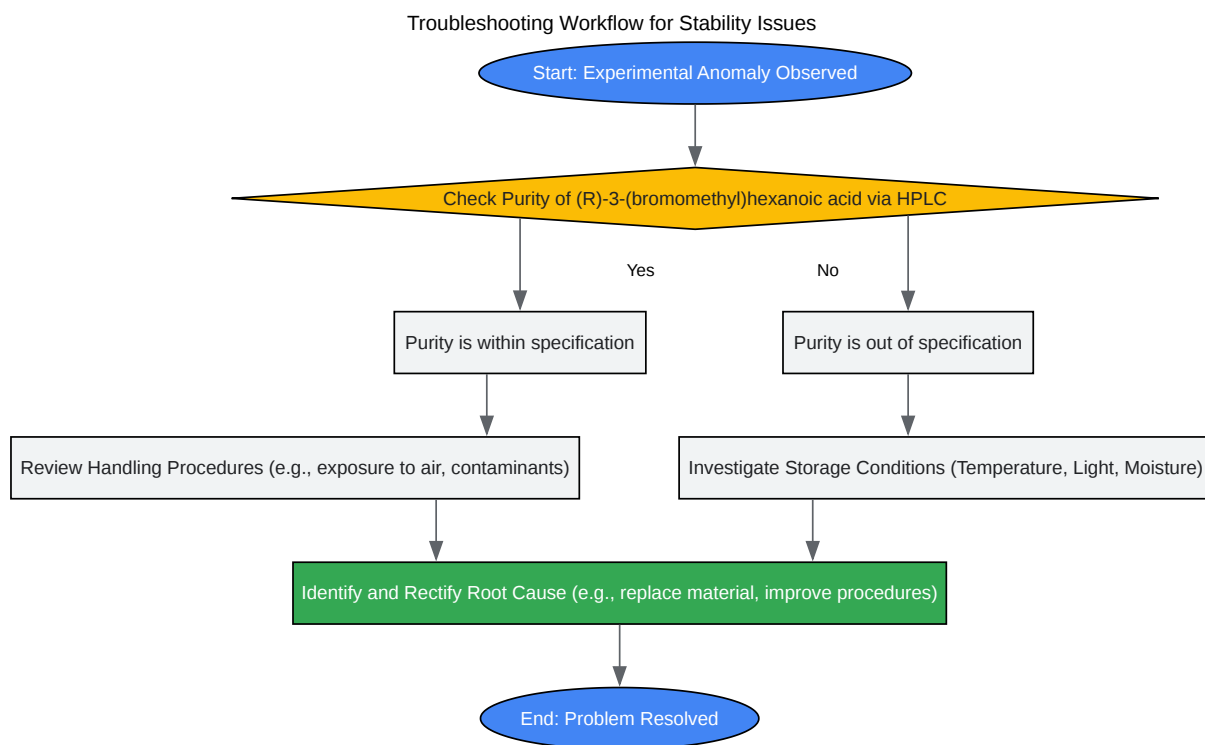 Troubleshooting Workflow for Stability Issues
Start: Experimental Anomaly Observed
Check Purity of (R)-3-(bromomethyl)hexanoic acid via HPLC
Yes
No
Purity is within specification
Purity is out of specification
Review Handling Procedures (e.g., exposure to air, contaminants)
Investigate Storage Conditions (Temperature, Light, Moisture)
Identify and Rectify Root Cause (e.g., replace material, improve procedures)
End: Problem Resolved